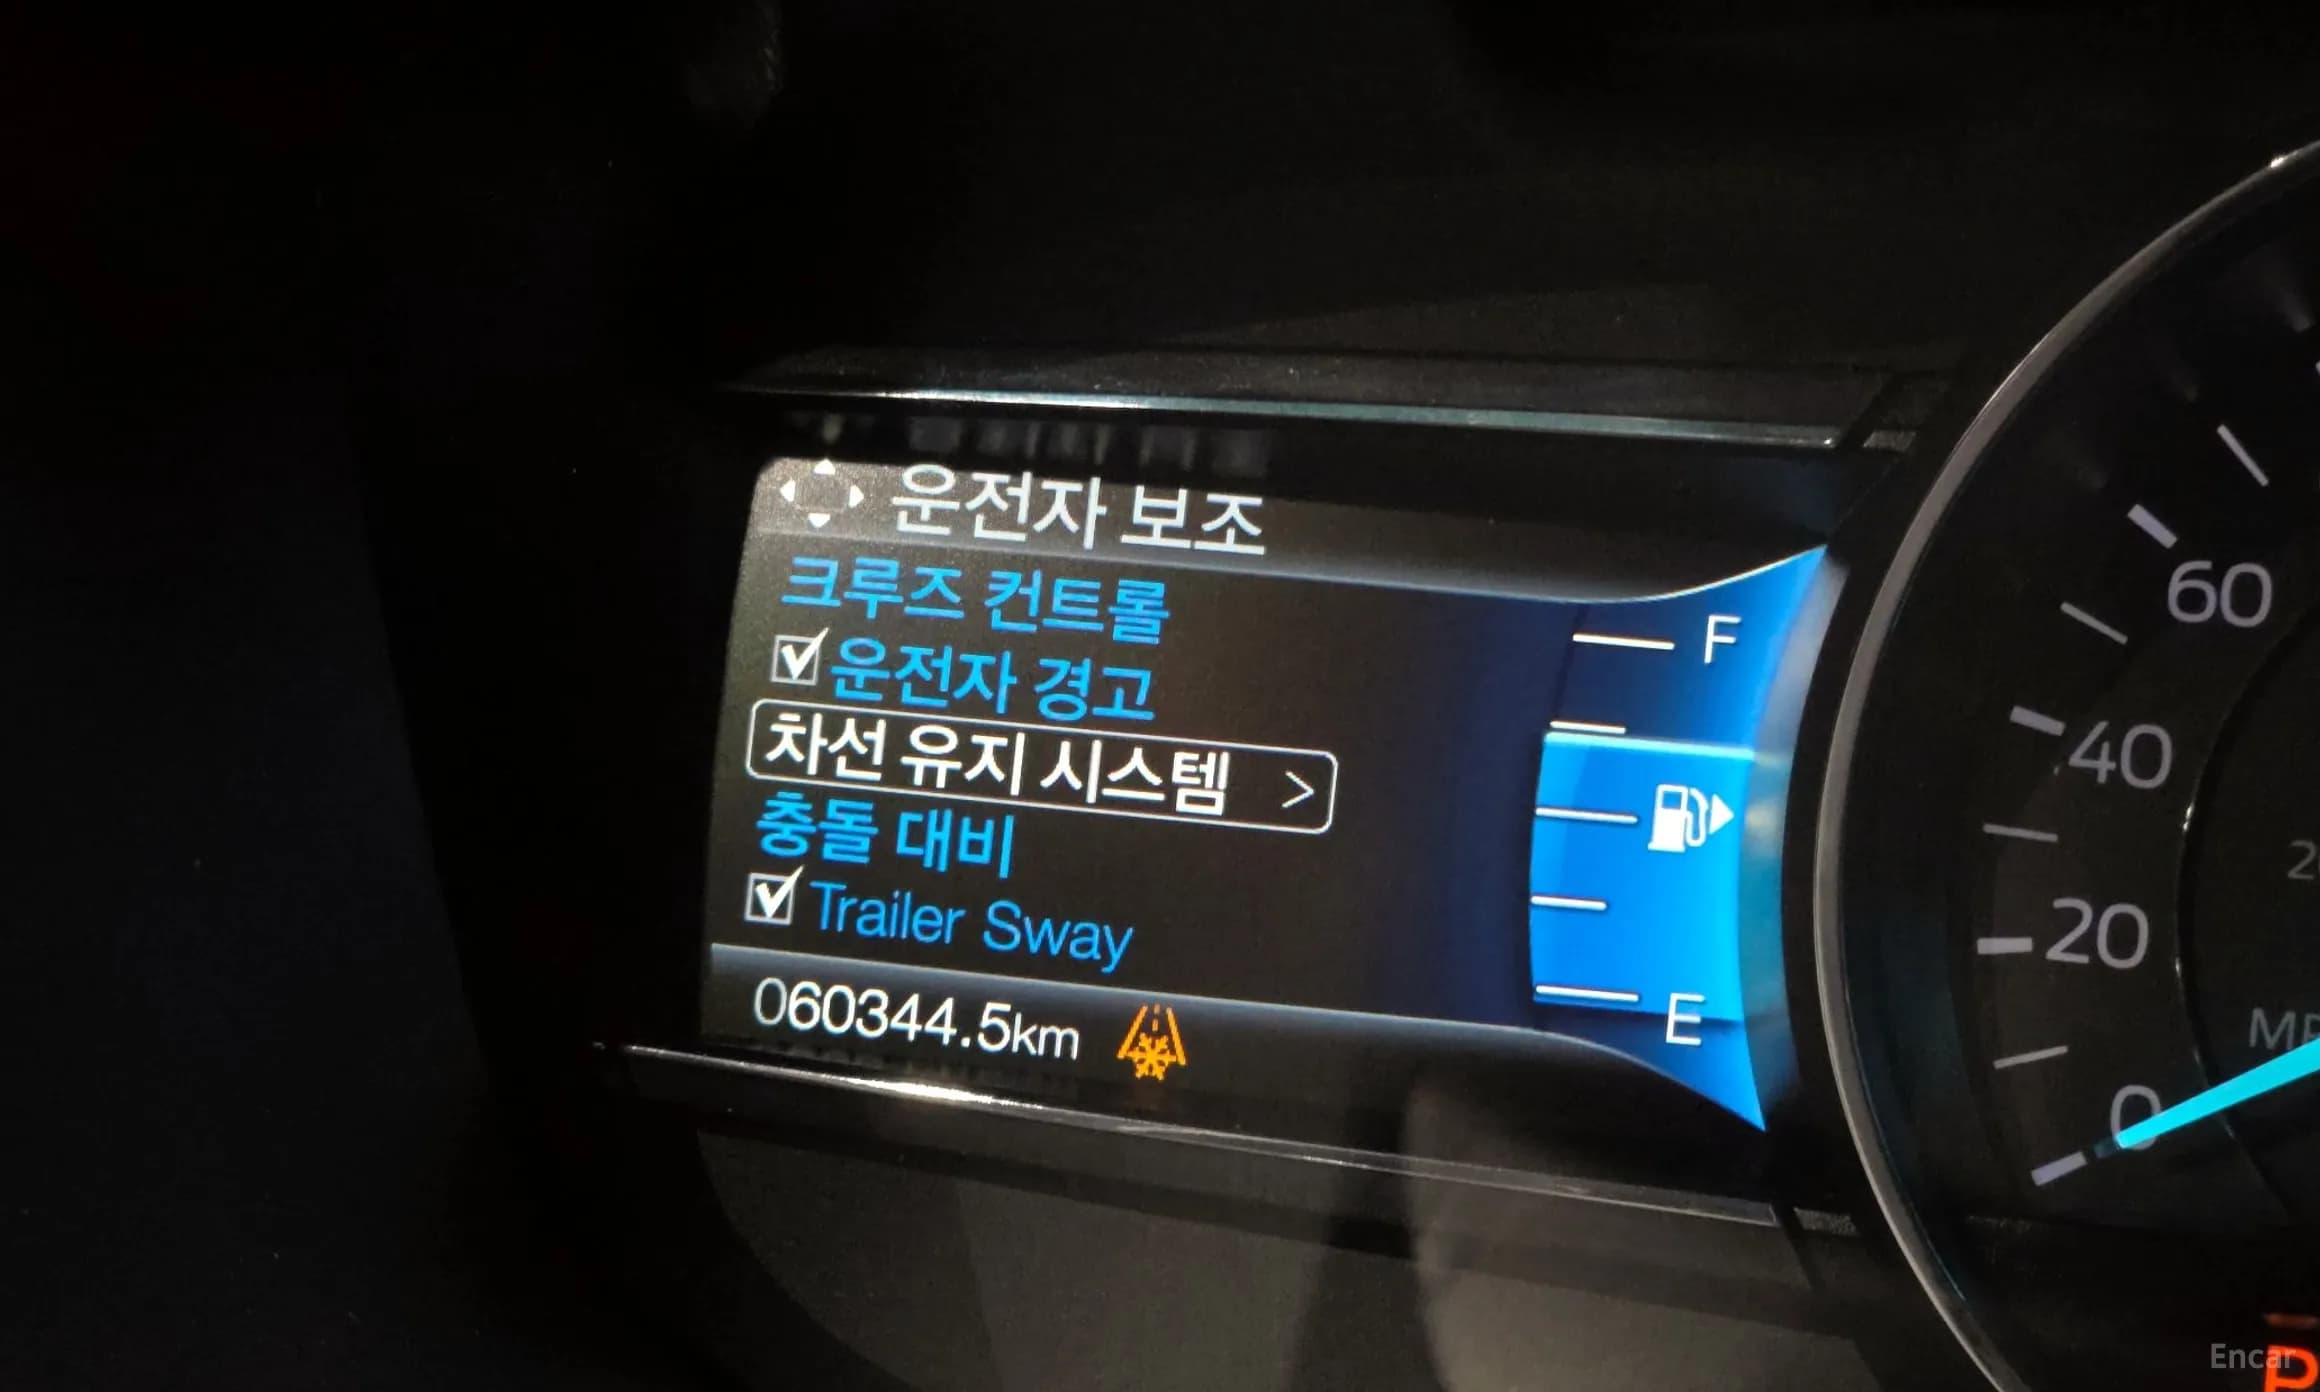 운전자 보조
크루즈 컨트롤
운전자 경고
차선 유지 시스템 >
충돌 대비
Trailer Sway
060344.5km
F
E
60
40
20
0
P
Encar